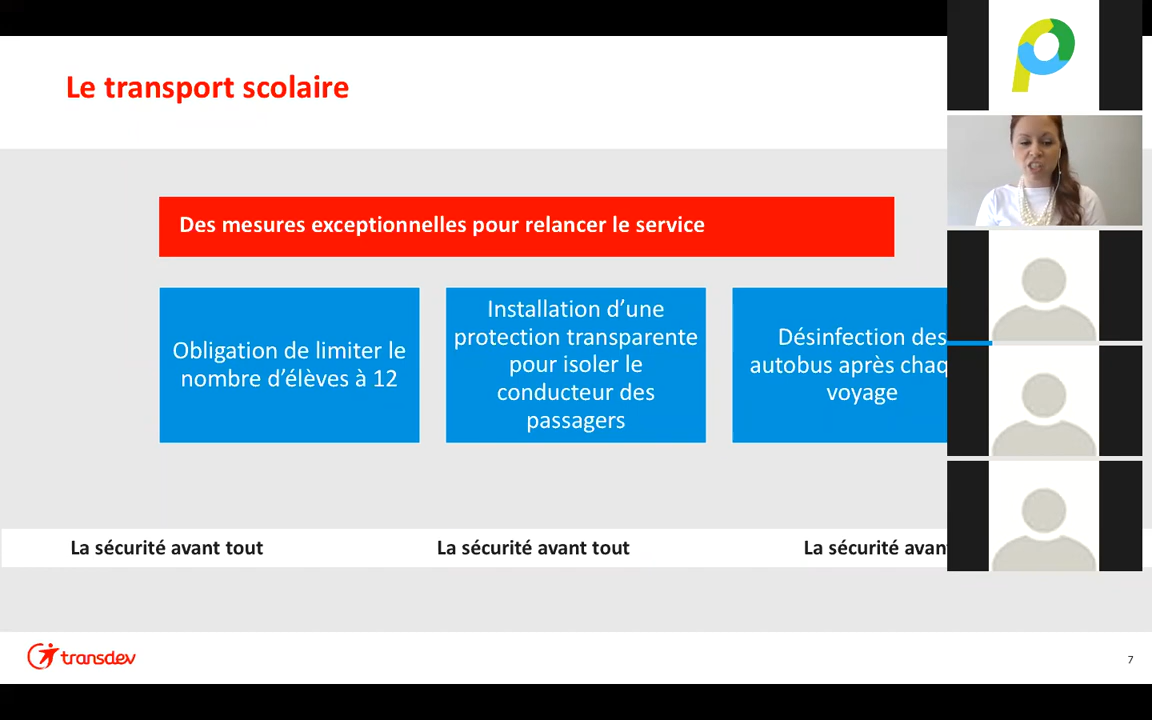 Le transport scolaire
Des mesures exceptionnelles pour relancer le service
Obligation de limiter le
nombre d’élèves à 12
Installation d’une
protection transparente
pour isoler le
conducteur des
passagers
Désinfection des
autobus après
voyage
La sécurité avant tout
La sécurité avant tout
La sécurité avant
transdev
7